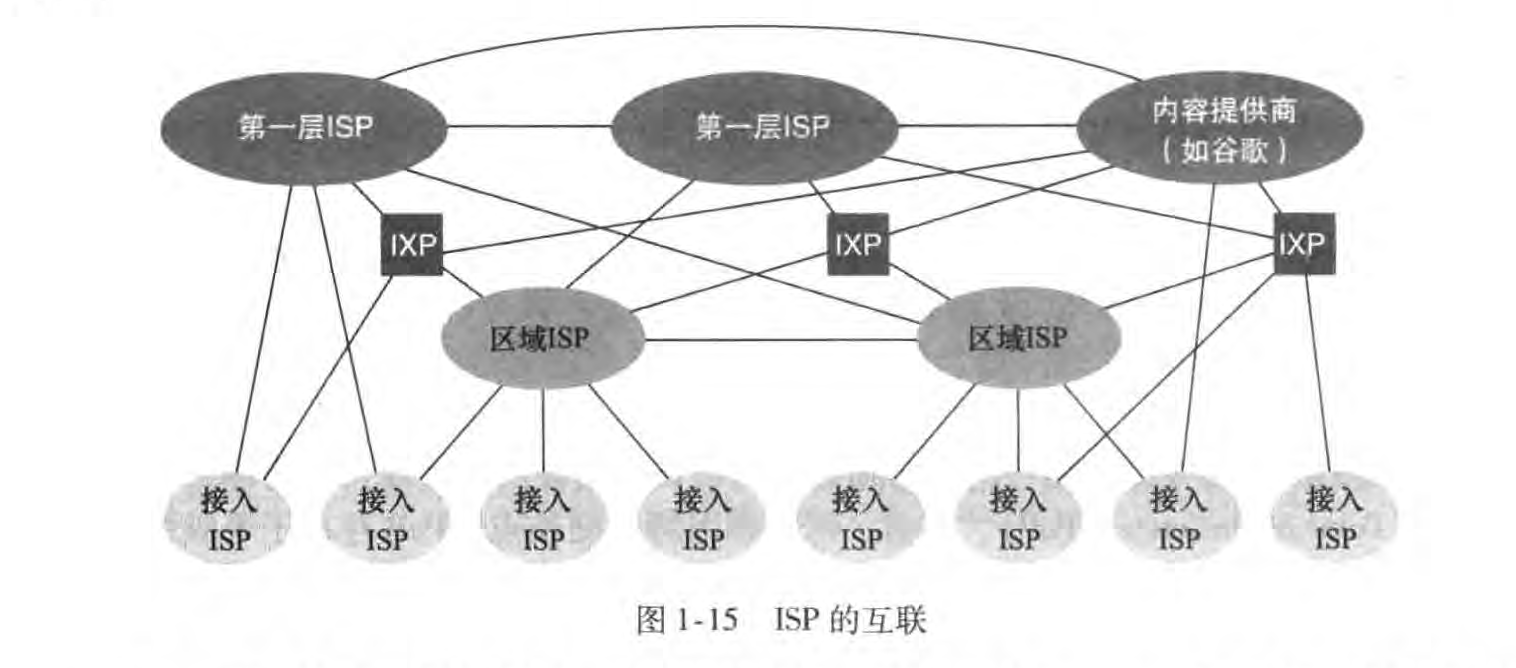 第一层ISP
第一层ISP
内容提供商
（如谷歌）
IXP
IXP
IXP
区域ISP
区域ISP
接入
ISP
接入
ISP
接入
ISP
接入
ISP
接入
ISP
接入
ISP
接入
ISP
接入
ISP
图 1-15 ISP 的互联